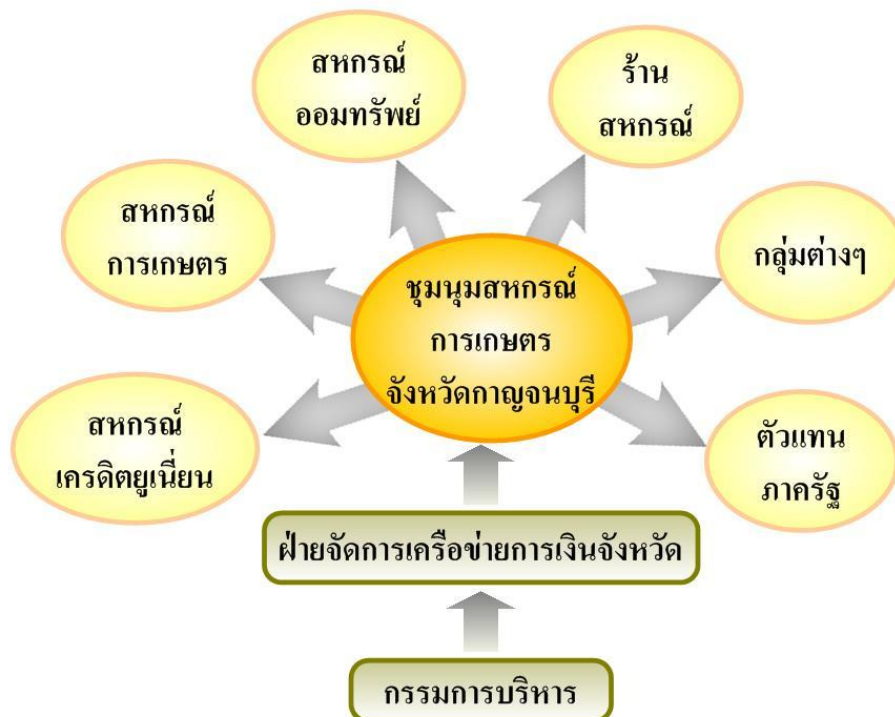 สหกรณ์
ออมทรัพย์
ร้าน
สหกรณ์
สหกรณ์
การเกษตร
กลุ่มต่างๆ
ชุมนุมสหกรณ์
การเกษตร
จังหวัดกาญจนบุรี
สหกรณ์
เครดิตยูเนี่ยน
ตัวแทน
ภาครัฐ
ฝ่ายจัดการเครือข่ายการเงินจังหวัด
กรรมการบริหาร